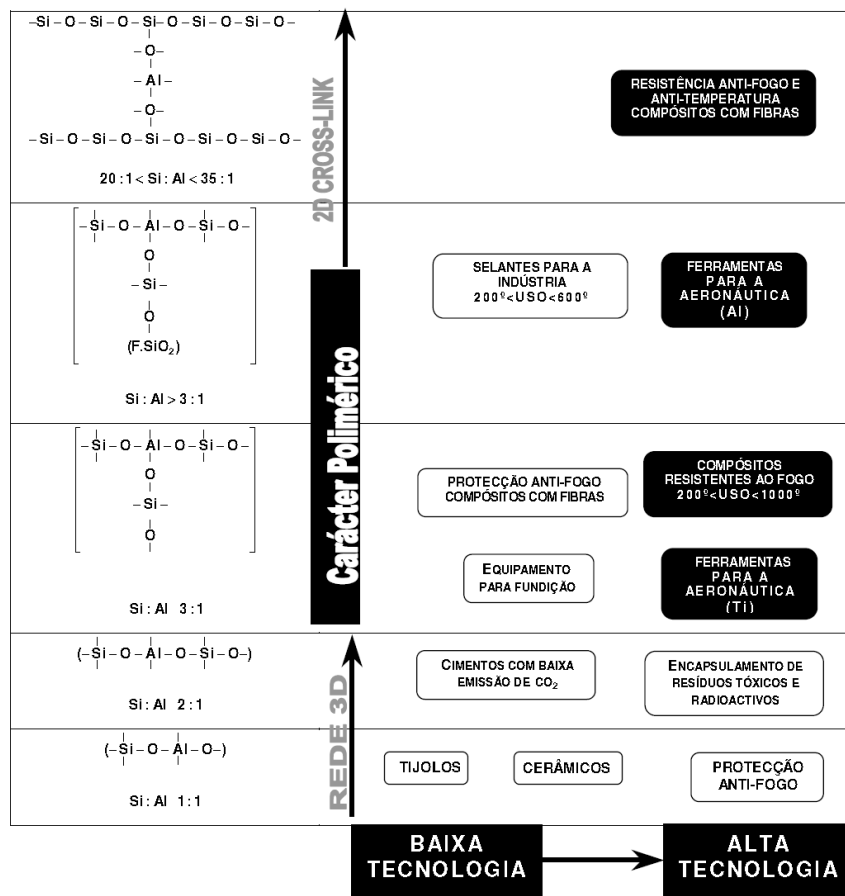 –Si–O–Si–O–Si–O–Si–O–Si–O–
–O–
–Al–
–O–
–Si–O–Si–O–Si–O–Si–O–Si–O–
20:1 < Si:Al < 35:1
RESISTÊNCIA ANTI-FOGO E
ANTI-TEMPERATURA
COMPÓSITOS COM FIBRAS
2D CROSS-LINK
–Si–O–Al–O–Si–O–
O
–Si–
O
(F.SiO₂)
Si:Al > 3:1
SELANTES PARA A
INDÚSTRIA
200º<USO<600º
FERRAMENTAS
PARA A
AERONÁUTICA
(Al)
Carácter Polimérico
–Si–O–Al–O–Si–O–
O
–Si–
O
Si:Al 3:1
PROTECÇÃO ANTI-FOGO
COMPÓSITOS COM FIBRAS
COMPÓSITOS
RESISTENTES AO FOGO
200º<USO<1000º
EQUIPAMENTO
PARA FUNDIÇÃO
FERRAMENTAS
PARA A
AERONÁUTICA
(Ti)
(–Si–O–Al–O–Si–O–)
Si:Al 2:1
CIMENTOS COM BAIXA
EMISSÃO DE CO₂
ENCAPSULAMENTO DE
RESÍDUOS TÓXICOS E
RADIOACTIVOS
REDE 3D
(–Si–O–Al–O–)
Si:Al 1:1
TIJOLOS
CERÂMICOS
PROTECÇÃO
ANTI-FOGO
BAIXA
TECNOLOGIA
ALTA
TECNOLOGIA